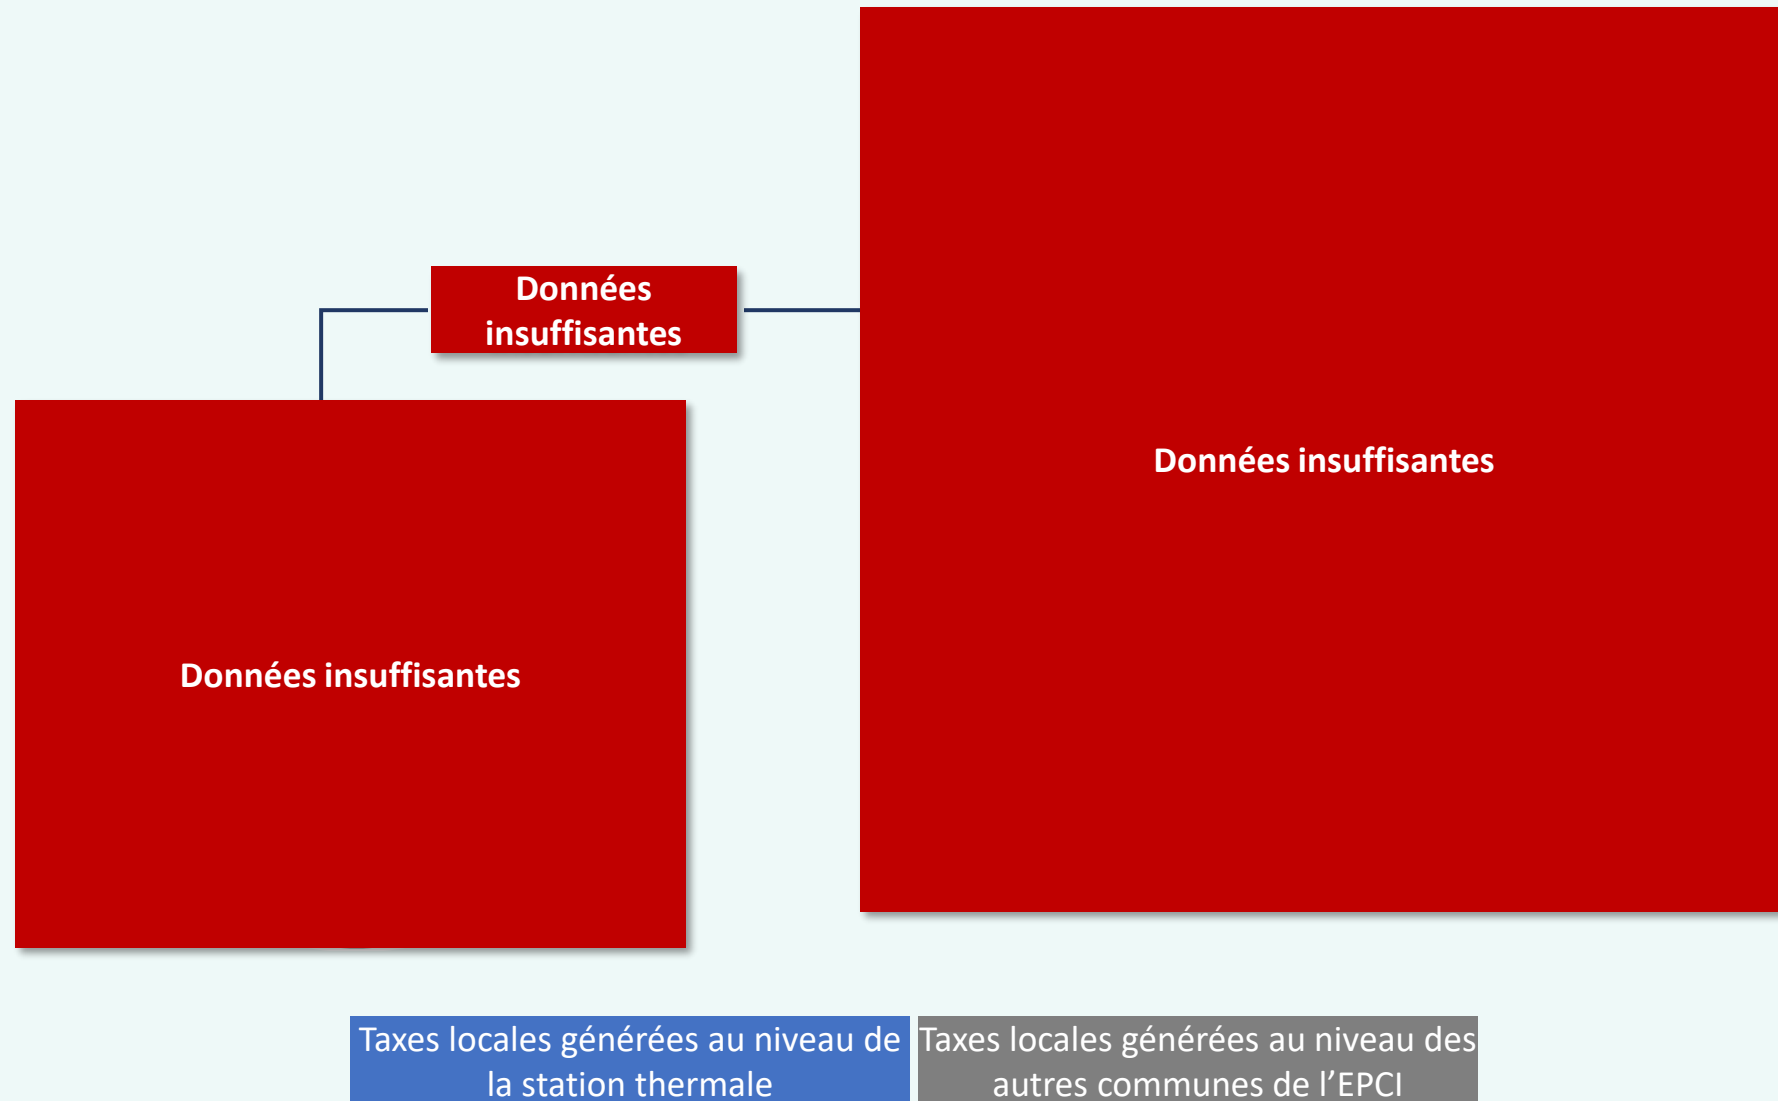 Données
insuffisantes
Données insuffisantes
Données insuffisantes
Taxes locales générées au niveau de
la station thermale
Taxes locales générées au niveau des
autres communes de l’EPCI